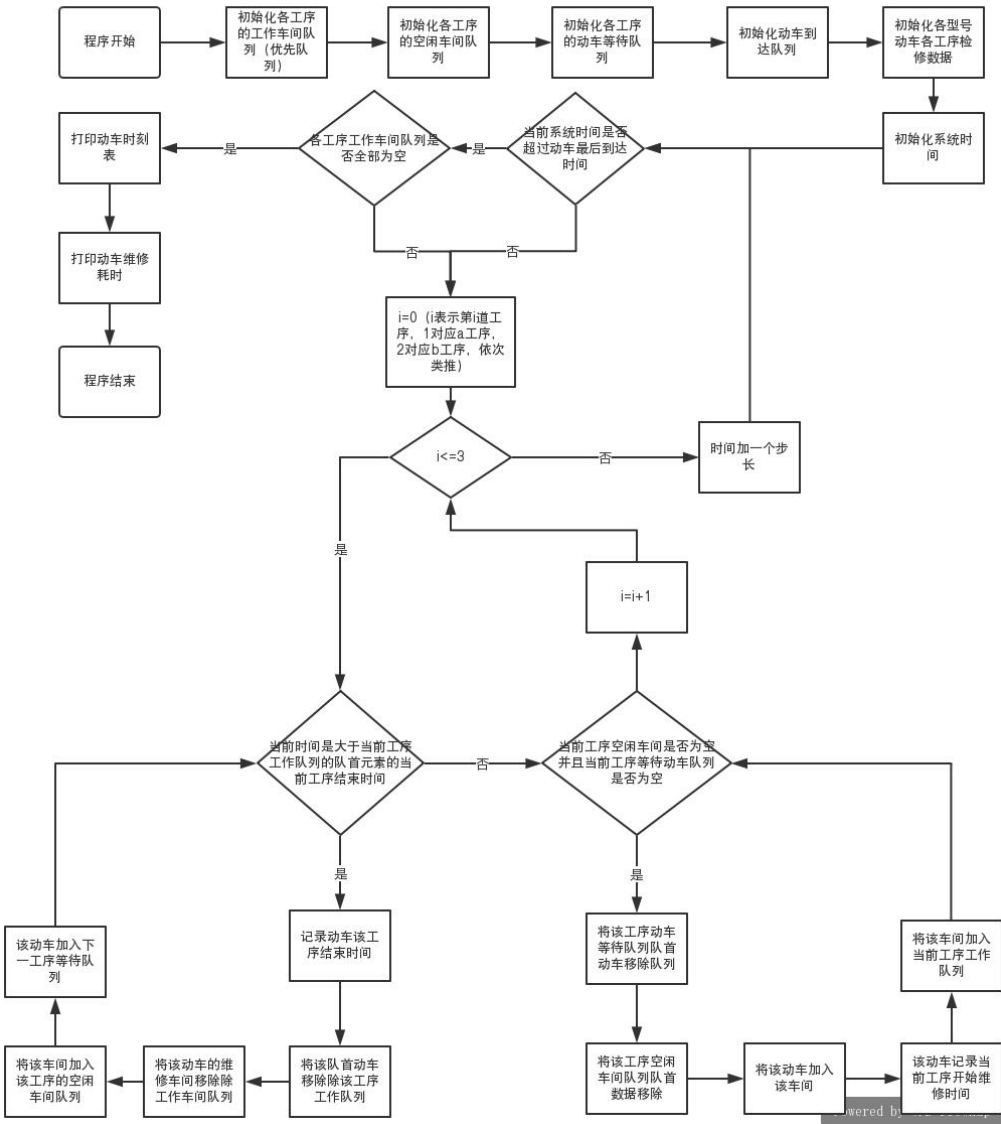 程序开始
初始化各工序
的工作车间队
列（优先队
列）
初始化各工序
的空闲车间队
列
初始化各工序
的动车等待队
列
初始化动车到
达队列
初始化各型号
动车各工序检
修数据
打印动车时刻
表
是
各工序工作车间队列是
否全部为空
是
当前系统时间是否
超过动车最后到达
时间
初始化系统时
间
否
否
打印动车维修
耗时
i=0（i表示第i道工
序，1对应a工序，
2对应b工序，依次
类推）
程序结束
i<=3
否
时间加一个步
长
是
i=i+1
当前时间是大于当前工序
工作队列的队首元素的当
前工序结束时间
否
当前工序空闲车间是否为空
并且当前工序等待动车队列
是否为空
是
是
该动车加入下
一工序等待队
列
记录动车该工
序结束时间
将该工序动车
等待队列队首
动车移除队列
将该车间加入
当前工序工作
队列
将该车间加入
该工序的空闲
车间队列
将该动车的维
修车间移除除
工作车间队列
将该队首动车
移除除该工序
工作队列
将该工序空闲
车间队列队首
数据移除
将该动车加入
该车间
该动车记录当
前工序开始维
修时间
Powered by